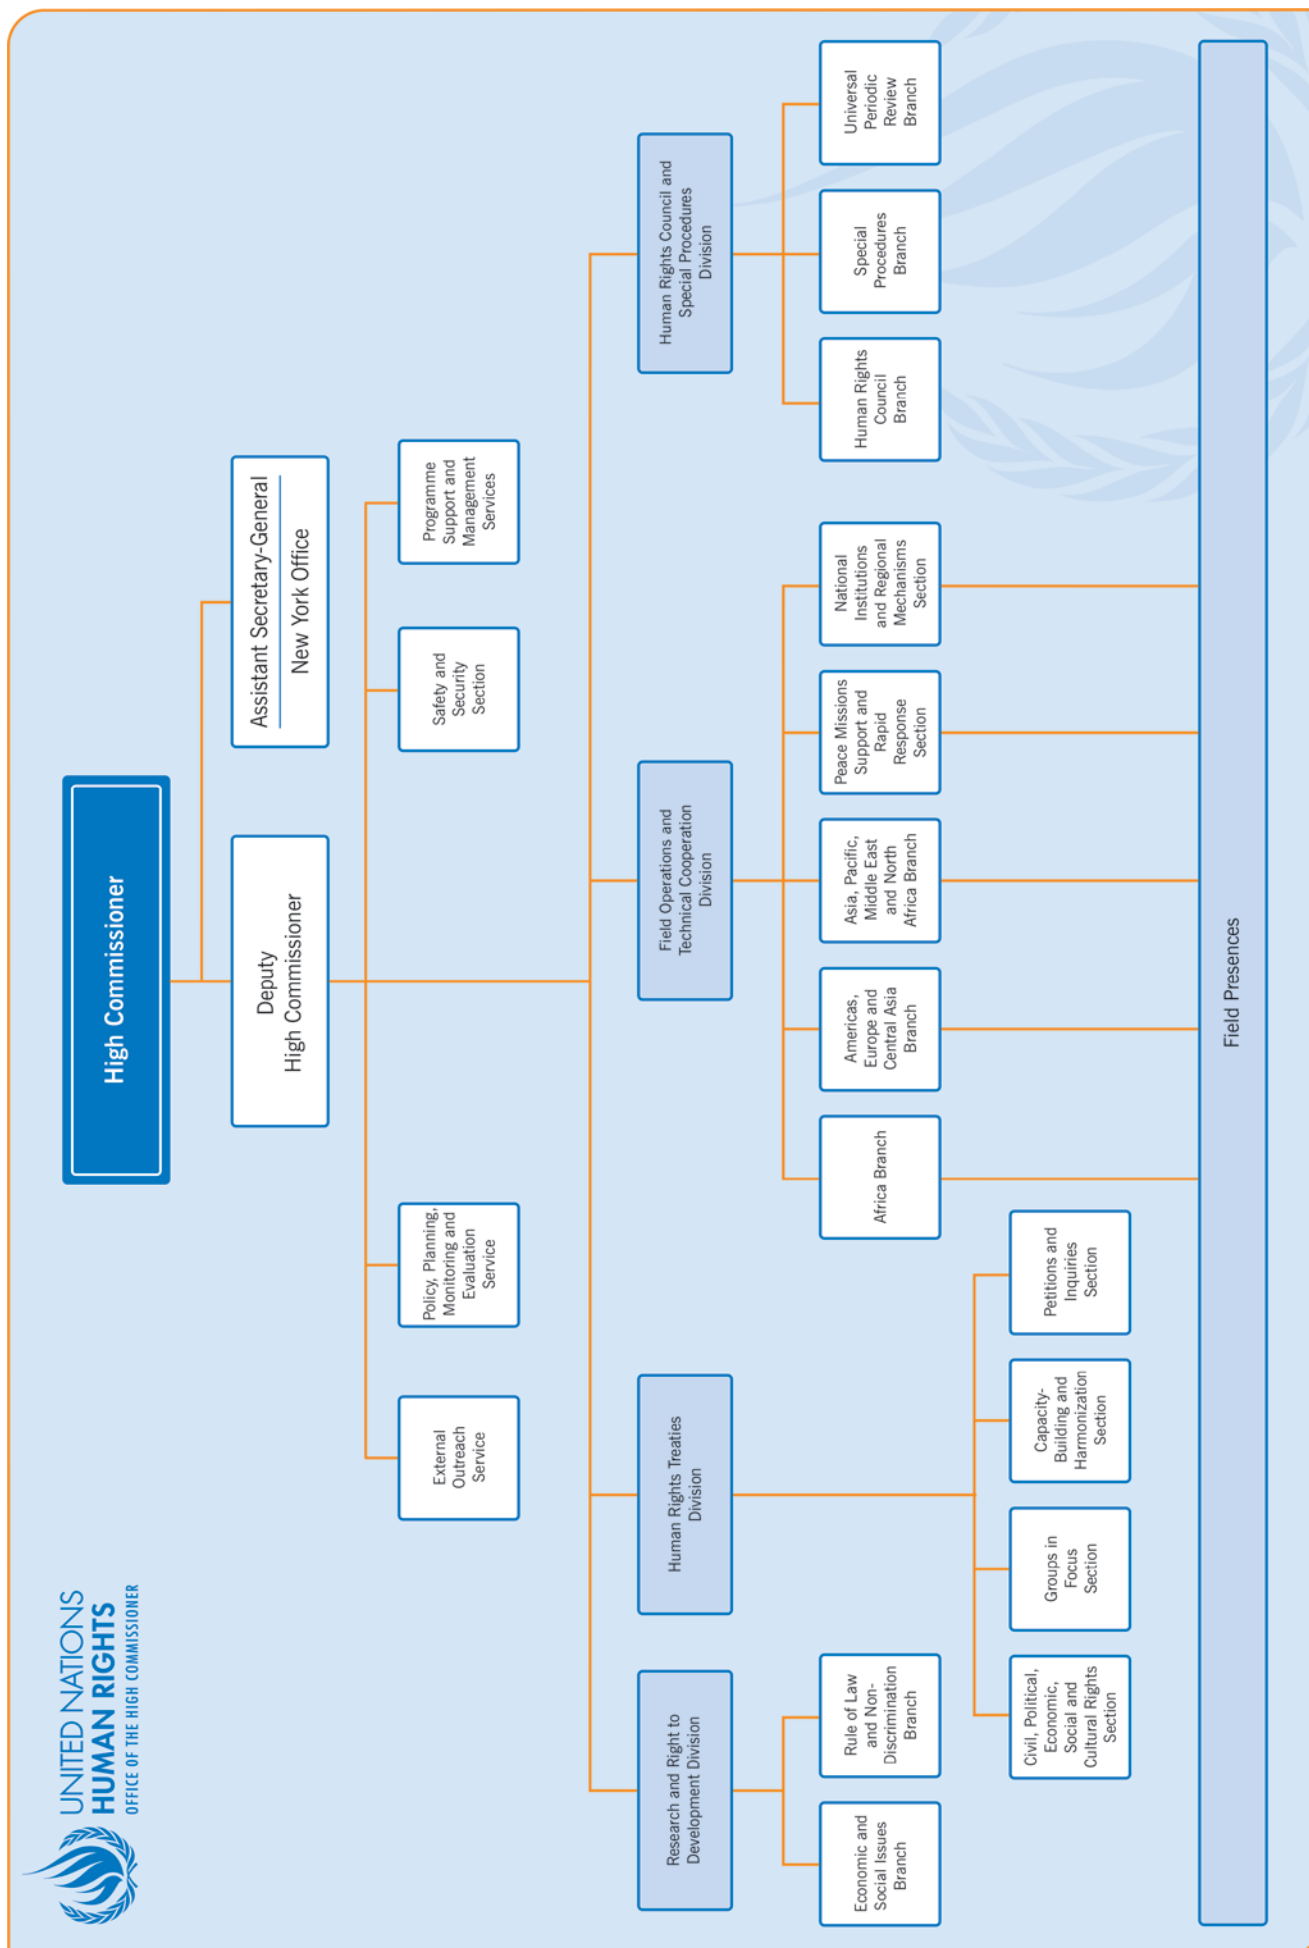 UNITED NATIONS
HUMAN RIGHTS
OFFICE OF THE HIGH COMMISSIONER
High Commissioner
Deputy
High Commissioner
Assistant Secretary-General
New York Office
External
Outreach
Service
Policy, Planning,
Monitoring and
Evaluation
Service
Safety and
Security
Section
Programme
Support and
Management
Services
Research and Right to
Development Division
Human Rights Treaties
Division
Field Operations and
Technical Cooperation
Division
Human Rights Council and
Special Procedures
Division
Economic and
Social Issues
Branch
Rule of Law
and Non-
Discrimination
Branch
Africa Branch
Americas,
Europe and
Central Asia
Branch
Asia, Pacific,
Middle East
and North
Africa Branch
Peace Missions
Support and
Rapid
Response
Section
National
Institutions
and Regional
Mechanisms
Section
Human Rights
Council
Branch
Special
Procedures
Branch
Universal
Periodic
Review
Branch
Civil, Political,
Economic,
Social and
Cultural Rights
Section
Groups in
Focus
Section
Capacity-
Building and
Harmonization
Section
Petitions and
Inquiries
Section
Field Presences